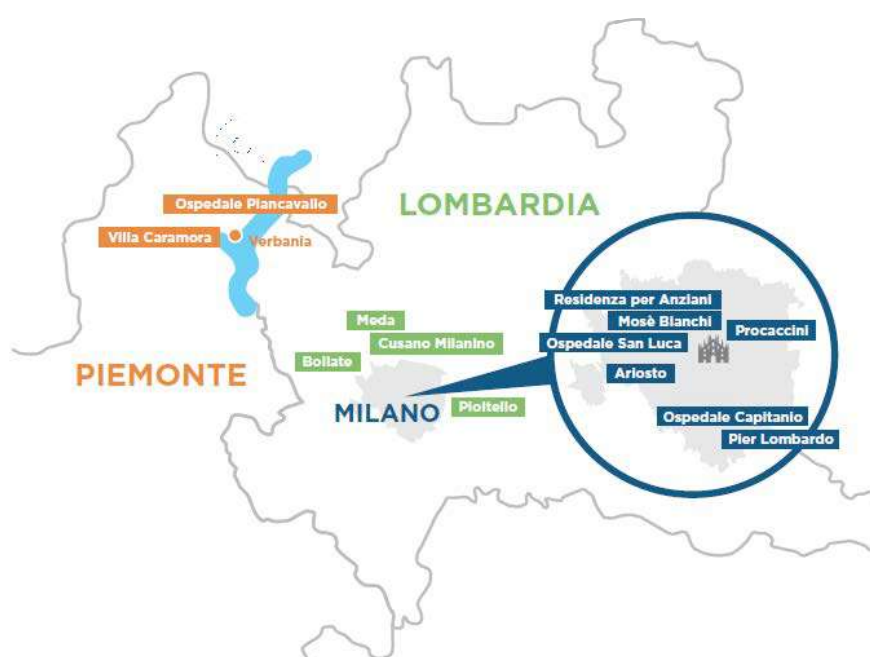 Ospedale Piancavallo
LOMBARDIA
Villa Caramora
Verbania
Residenza per Anziani
Meda
Mosè Bianchi
Procaccini
Cusano Milanino
Ospedale San Luca
Bollate
PIEMONTE
Ariosto
MILANO
Pioltello
Ospedale Capitanio
Pier Lombardo